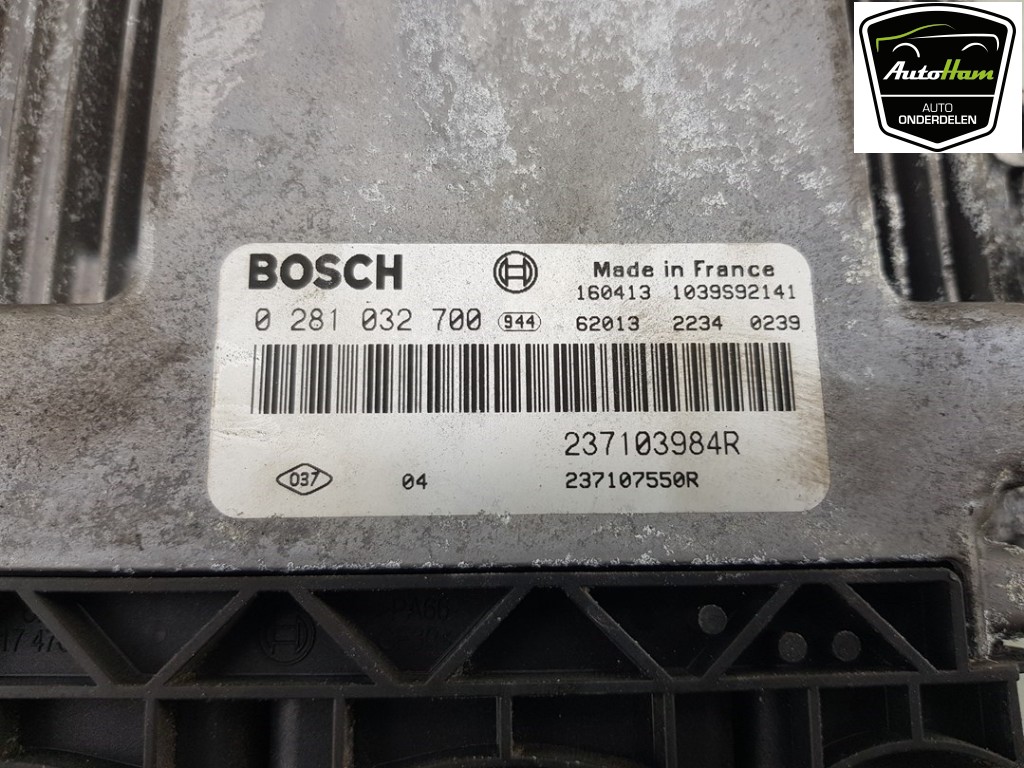 AutoHam
AUTO
ONDERDELEN
BOSCH Made in France
160413 1039S92141
0 281 032 700 944 62013 2234 0239
237103984R
037 04 237107550R
PA66